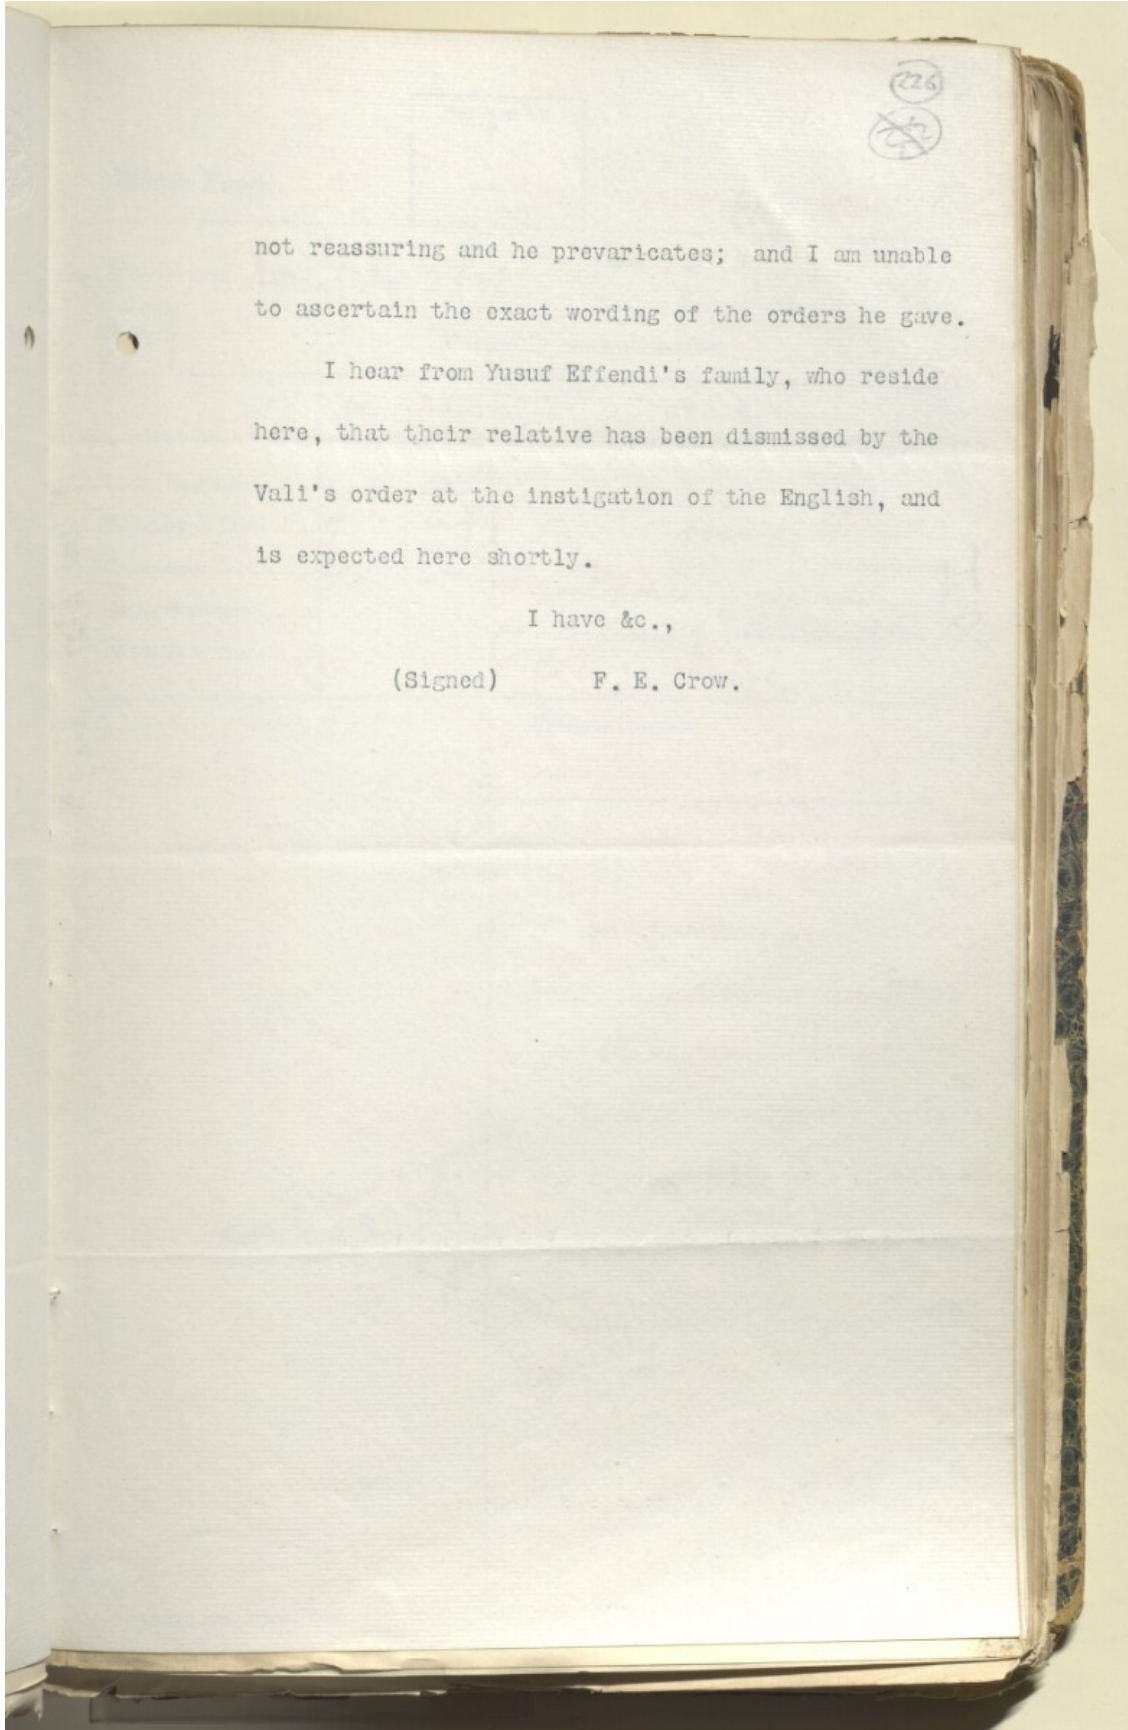 226
not reassuring and he prevaricates; and I am unable
to ascertain the exact wording of the orders he gave.
I hear from Yusuf Effendi's family, who reside
here, that their relative has been dismissed by the
Vali's order at the instigation of the English, and
is expected here shortly.
I have &c.,
(Signed) F. E. Crow.